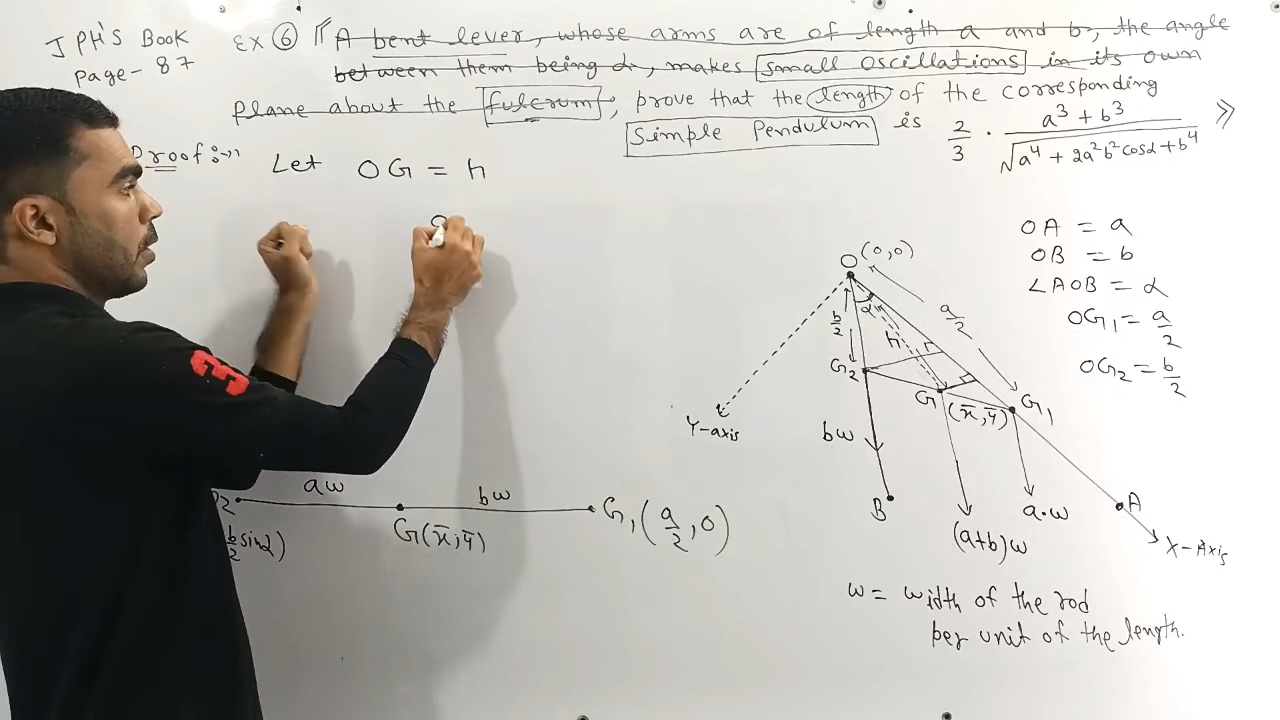 J PH'S Book
page- 87
Ex ⑥ "A bent lever, whose arms are of length a and b, the angle
between them being α, makes small oscillations in its own
plane about the fulcrum, prove that the length of the corresponding
simple Pendulum is 2/3 · (a³ + b³)/√(a⁴ + 2a²b²cosα + b⁴) ≫
Proof:→
Let OG = h
OA = a
OB = b
∠AOB = α
OG₁ = a/2
OG₂ = b/2
O (0,0)
α
a/2
b/2
h
G₂
G (x̄, ȳ)
G₁
Y-axis
bω
B
A
a·ω
(a+b)ω
X-Axis
ω = width of the rod
per unit of the length.
aω
bω
G (x̄, ȳ)
G₁ (a/2, 0)
b/2 sinα)
3